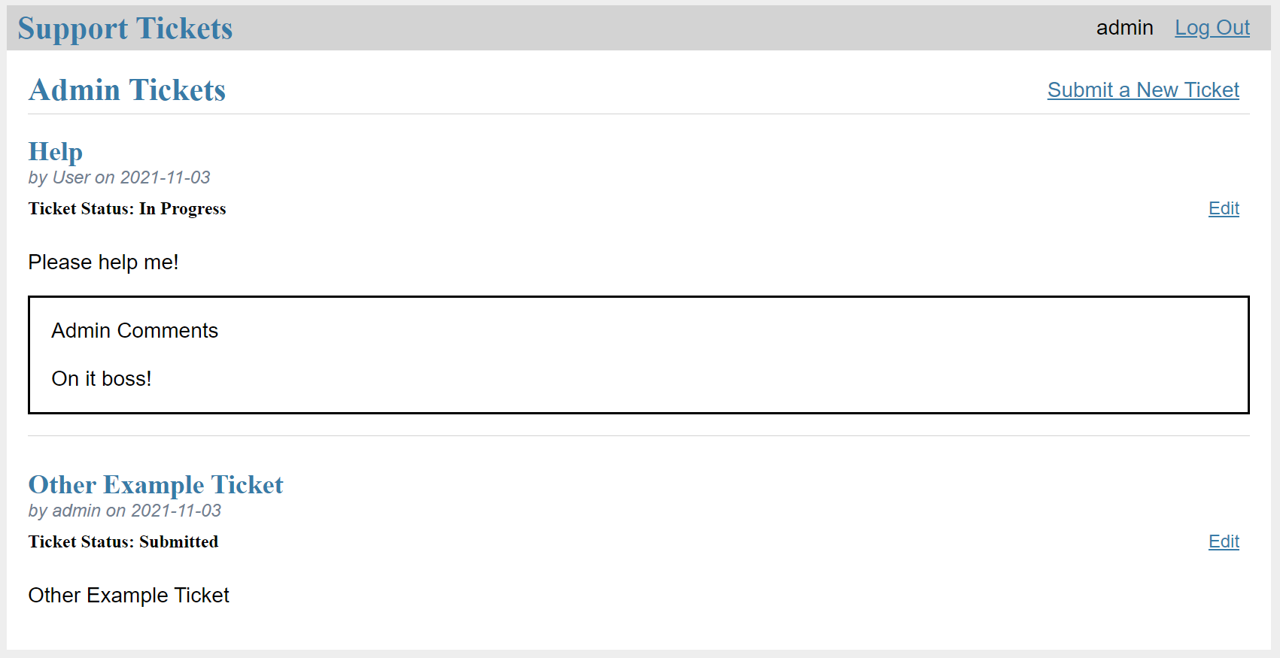 Support Tickets admin Log Out
Admin Tickets Submit a New Ticket
Help
by User on 2021-11-03
Ticket Status: In Progress Edit
Please help me!
Admin Comments
On it boss!
Other Example Ticket
by admin on 2021-11-03
Ticket Status: Submitted Edit
Other Example Ticket